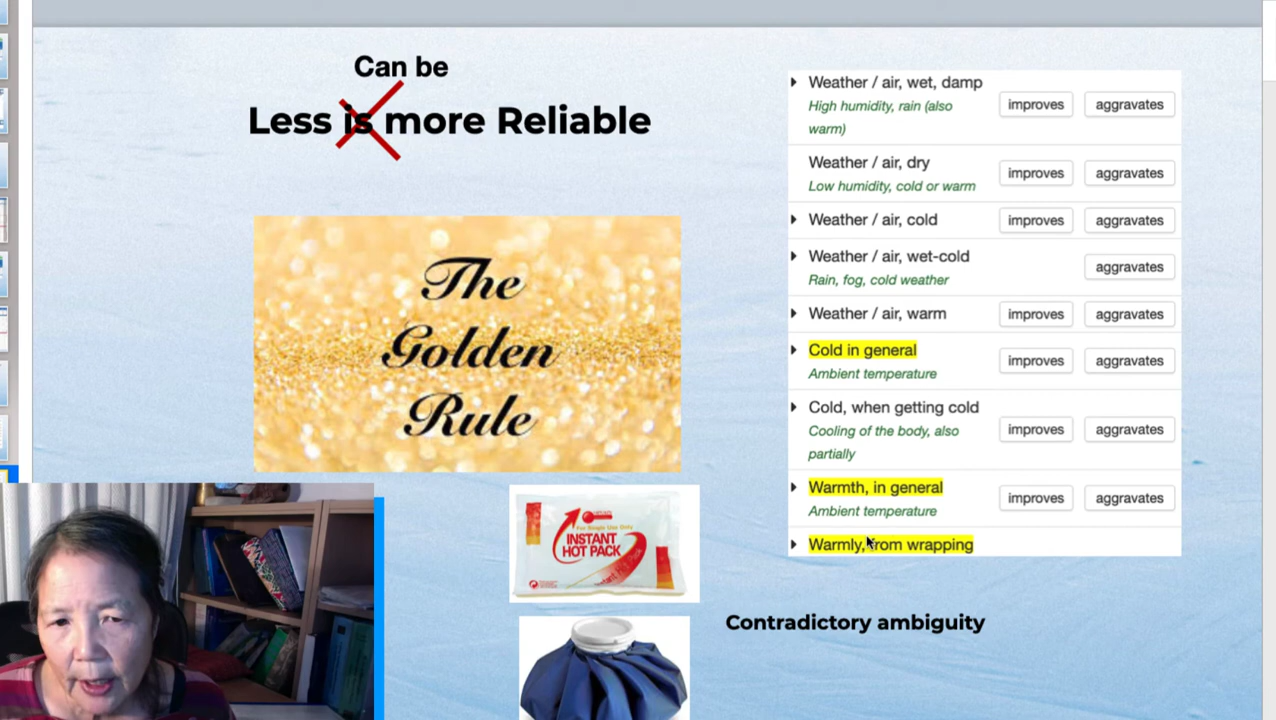 Can be
Less is more Reliable
The
Golden
Rule
For Single Use Only
INSTANT
HOT PACK
Weather / air, wet, damp
High humidity, rain (also
warm)
improves
aggravates
Weather / air, dry
Low humidity, cold or warm
improves
aggravates
Weather / air, cold
improves
aggravates
Weather / air, wet-cold
Rain, fog, cold weather
aggravates
Weather / air, warm
improves
aggravates
Cold in general
Ambient temperature
improves
aggravates
Cold, when getting cold
Cooling of the body, also
partially
improves
aggravates
Warmth, in general
Ambient temperature
improves
aggravates
Warmly, from wrapping
Contradictory ambiguity